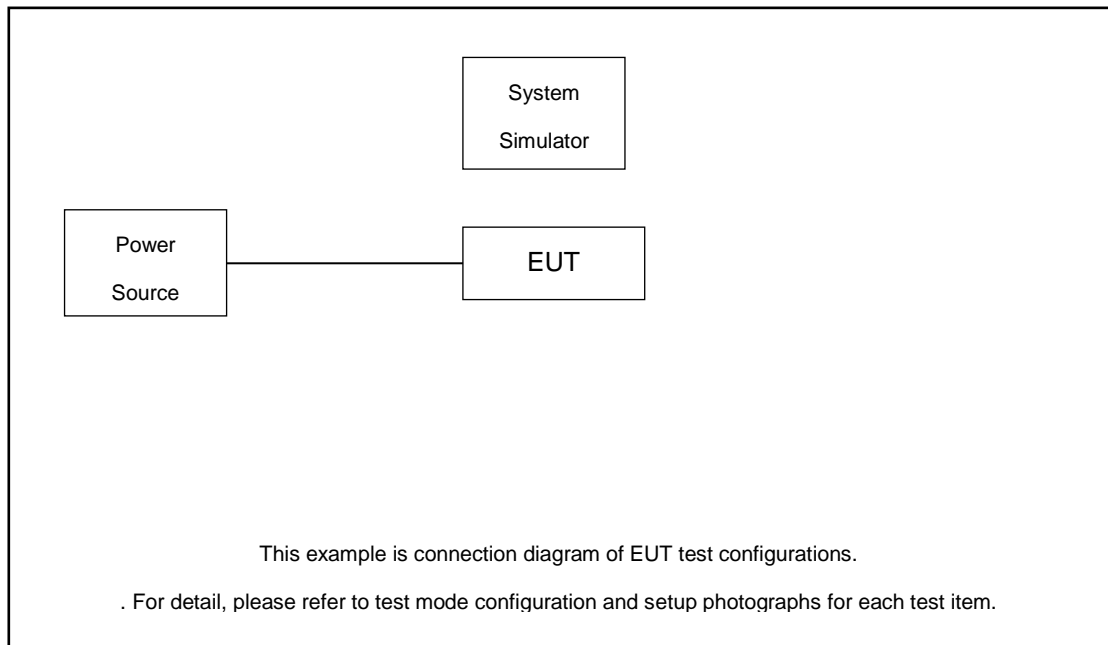 System
Simulator
Power
Source
EUT
This example is connection diagram of EUT test configurations.
. For detail, please refer to test mode configuration and setup photographs for each test item.